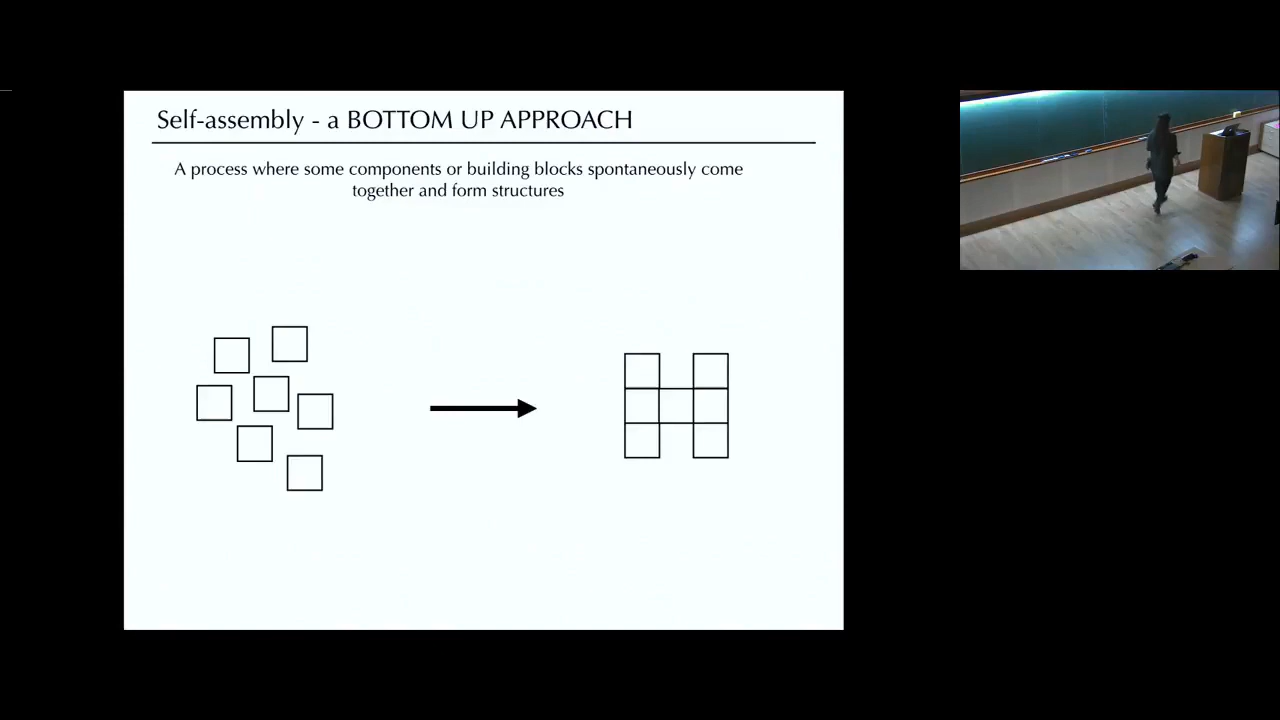 Self-assembly - a BOTTOM UP APPROACH
A process where some components or building blocks spontaneously come
together and form structures